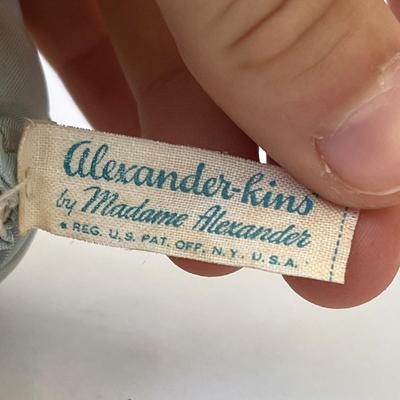 Alexander-kins
by Madame Alexander
★ REG. U.S. PAT. OFF. N.Y. U.S.A.